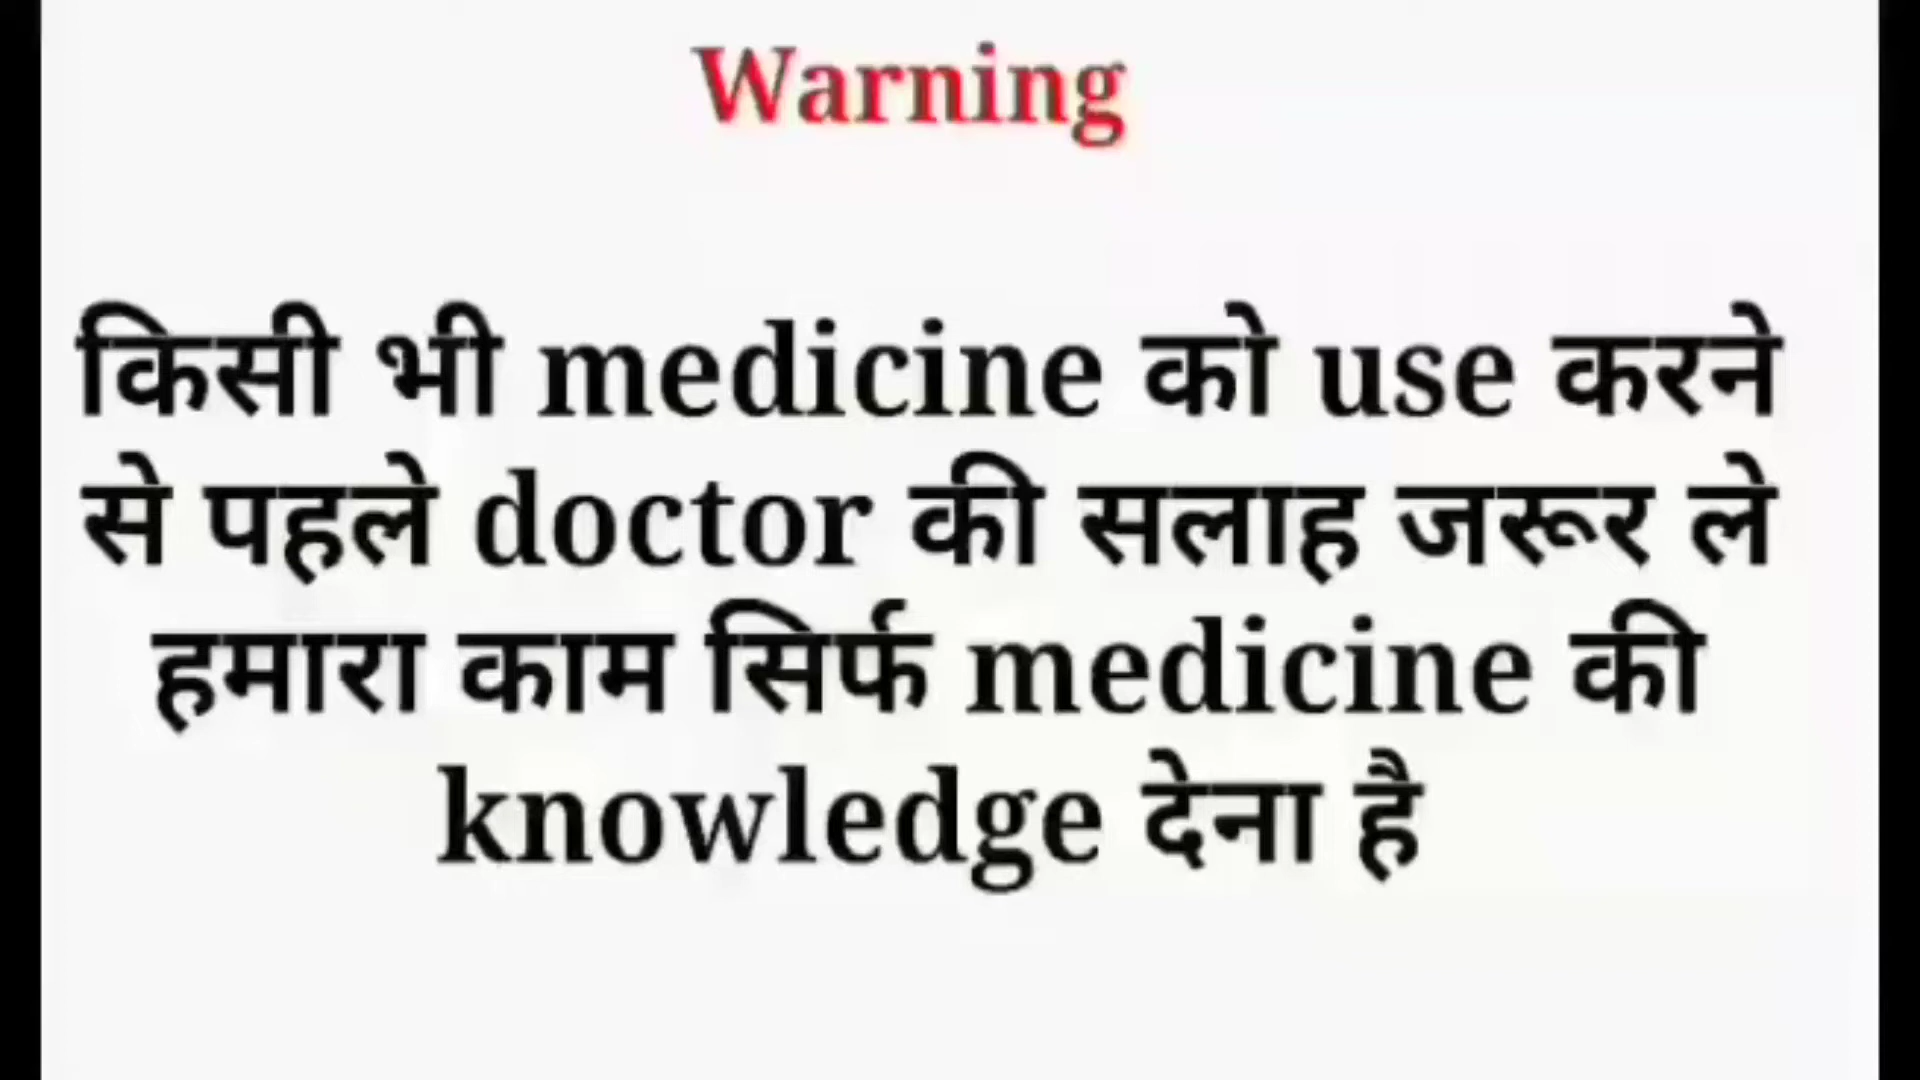 Warning
किसी भी medicine को use करने
से पहले doctor की सलाह जरूर ले
हमारा काम सिर्फ medicine की
knowledge देना है